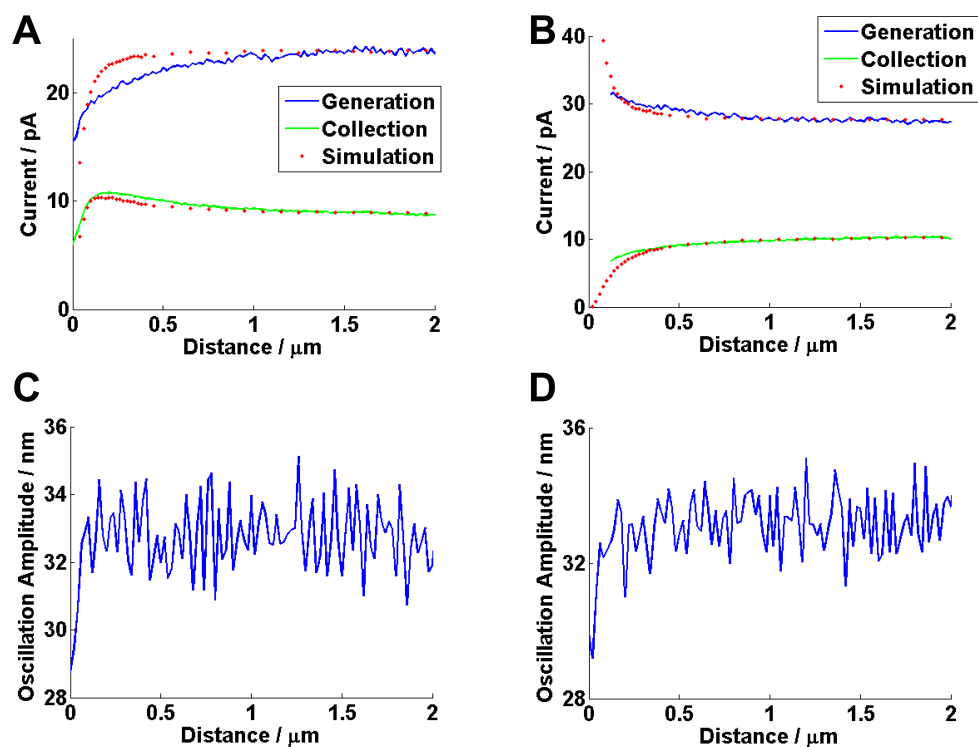 A
Current / pA
20
10
0
0
0.5
1
1.5
2
Distance / μm
Generation
Collection
Simulation
B
Current / pA
40
30
20
10
0
0
0.5
1
1.5
2
Distance / μm
Generation
Collection
Simulation
C
Oscillation Amplitude / nm
36
34
32
30
28
0
0.5
1
1.5
2
Distance / μm
D
Oscillation Amplitude / nm
36
32
28
0
0.5
1
1.5
2
Distance / μm